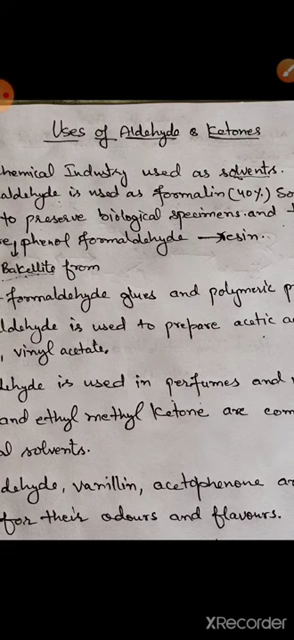 Uses of Aldehyde & Ketones
hemical Industry used as solvents.
aldehyde is used as formalin (40%) So
to preserve biological specimens. and
phenol formaldehyde resin.
Bakelite from
formaldehyde glues and polymeric p
ldehyde is used to prepare acetic a
, vinyl acetate.
dehyde is used in perfumes and
and ethyl methyl Ketone are com
al solvents.
dehyde, vanillin, acetophenone a
for their odours and flavours.
XRecorder